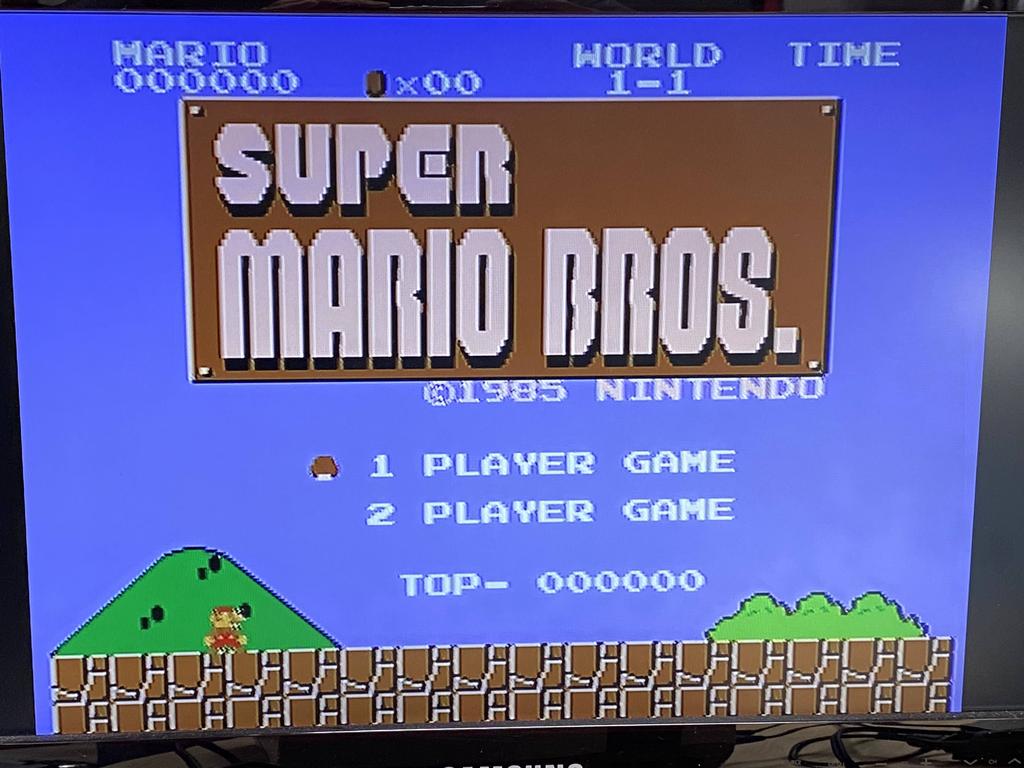 MARIO WORLD TIME
000000 ×00 1-1
SUPER
MARIO BROS.
©1985 NINTENDO
1 PLAYER GAME
2 PLAYER GAME
TOP- 000000
SAMSUNG